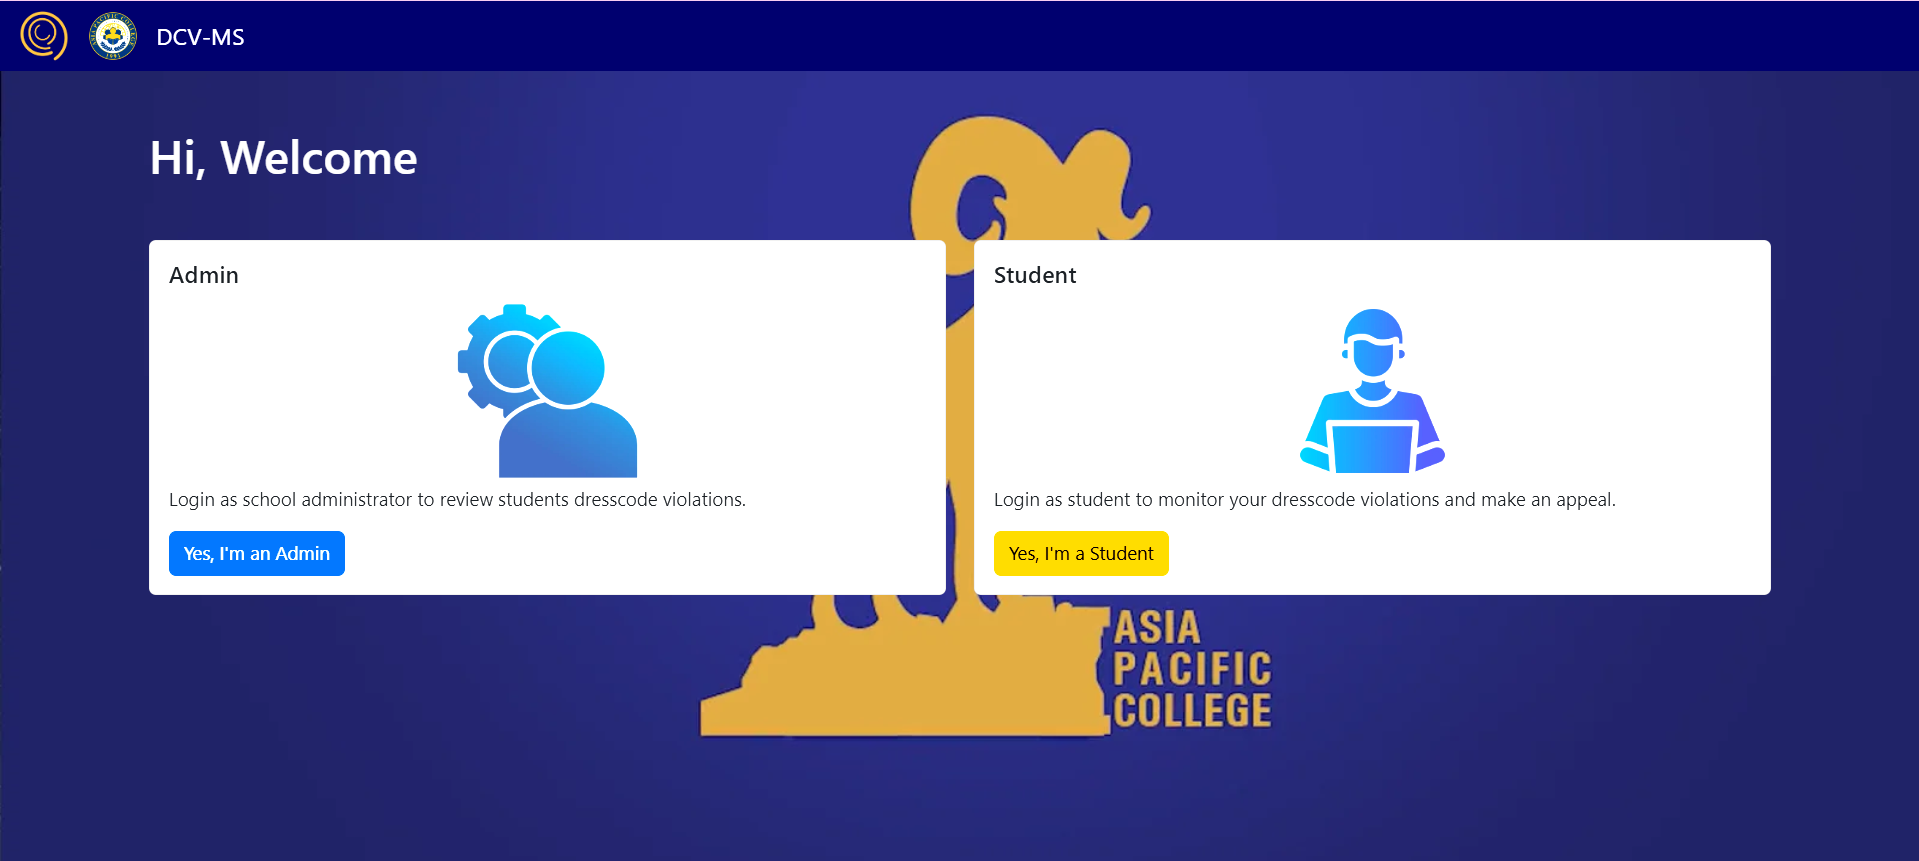 DCV-MS
Hi, Welcome
Admin
Login as school administrator to review students dresscode violations.
Yes, I'm an Admin
Student
Login as student to monitor your dresscode violations and make an appeal.
Yes, I'm a Student
ASIA
PACIFIC
COLLEGE